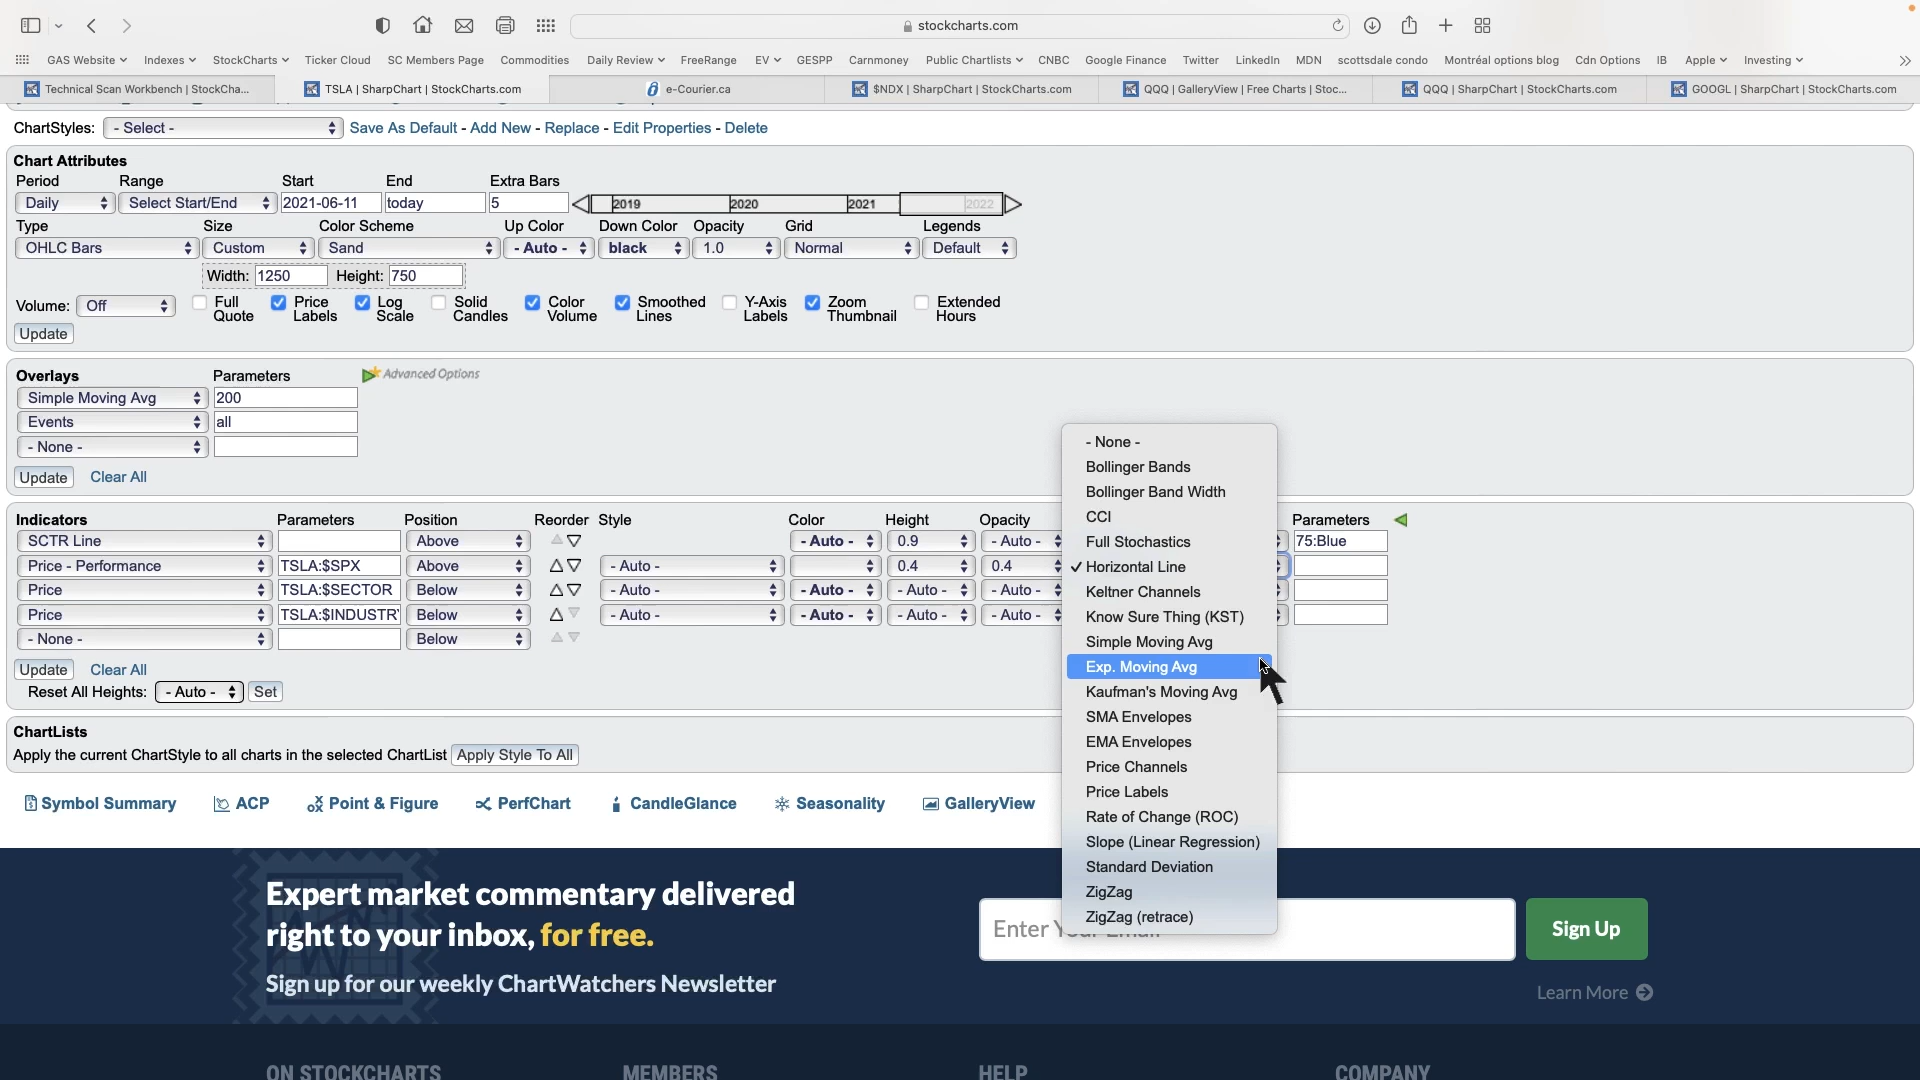 stockcharts.com
GAS Website Indexes StockCharts Ticker Cloud SC Members Page Commodities Daily Review FreeRange EV GESPP Carnmoney Public Chartlists CNBC Google Finance Twitter LinkedIn MDN scottsdale condo Montréal options blog Cdn Options IB Apple Investing
Technical Scan Workbench | StockCha... TSLA | SharpChart | StockCharts.com e-Courier.ca $NDX | SharpChart | StockCharts.com QQQ | GalleryView | Free Charts | Stoc... QQQ | SharpChart | StockCharts.com GOOGL | SharpChart | StockCharts.com
ChartStyles: - Select - Save As Default - Add New - Replace - Edit Properties - Delete
Chart Attributes
Period Range Start End Extra Bars
Daily Select Start/End 2021-06-11 today 5 2019 2020 2021 2022
Type Size Color Scheme Up Color Down Color Opacity Grid Legends
OHLC Bars Custom Sand - Auto - black 1.0 Normal Default
Width: 1250 Height: 750
Volume: Off Full Quote Price Labels Log Scale Solid Candles Color Volume Smoothed Lines Y-Axis Labels Zoom Thumbnail Extended Hours
Update
Overlays Parameters Advanced Options
Simple Moving Avg 200
Events all
- None -
Update Clear All
Indicators Parameters Position Reorder Style Color Height Opacity Parameters
SCTR Line Above - Auto - 0.9 - Auto - 75:Blue
Price - Performance TSLA:$SPX Above - Auto - 0.4 0.4
Price TSLA:$SECTOR Below - Auto - - Auto - - Auto - - Auto -
Price TSLA:$INDUSTRY Below - Auto - - Auto - - Auto - - Auto -
- None - Below
Update Clear All
Reset All Heights: - Auto - Set
- None -
Bollinger Bands
Bollinger Band Width
CCI
Full Stochastics
✓ Horizontal Line
Keltner Channels
Know Sure Thing (KST)
Simple Moving Avg
Exp. Moving Avg
Kaufman's Moving Avg
SMA Envelopes
EMA Envelopes
Price Channels
Price Labels
Rate of Change (ROC)
Slope (Linear Regression)
Standard Deviation
ZigZag
ZigZag (retrace)
ChartLists
Apply the current ChartStyle to all charts in the selected ChartList Apply Style To All
Symbol Summary ACP Point & Figure PerfChart CandleGlance Seasonality GalleryView
Expert market commentary delivered
right to your inbox, for free.
Sign up for our weekly ChartWatchers Newsletter
Enter Your Email
Sign Up
Learn More
ON STOCKCHARTS MEMBERS HELP COMPANY